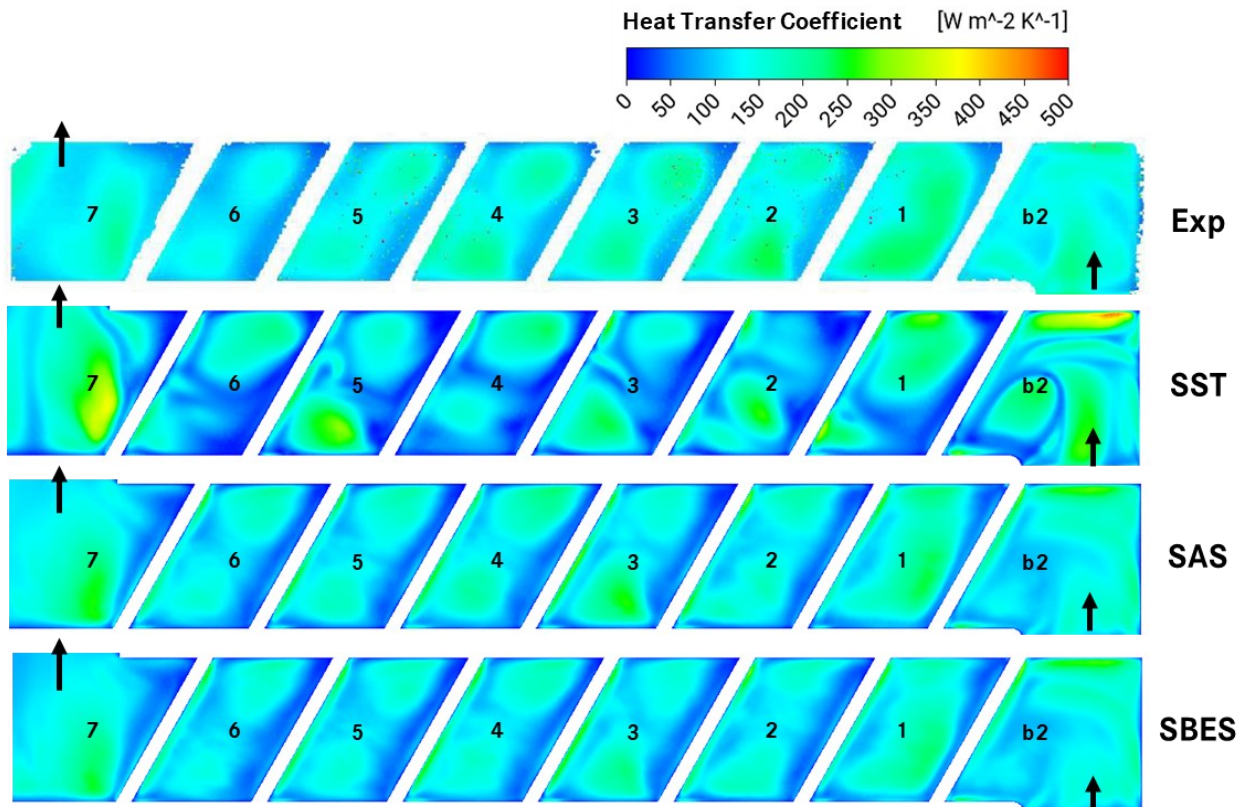 Heat Transfer Coefficient [W m^-2 K^-1]
0 50 100 150 200 250 300 350 400 450 500
7 6 5 4 3 2 1 b2 Exp
7 6 5 4 3 2 1 b2 SST
7 6 5 4 3 2 1 b2 SAS
7 6 5 4 3 2 1 b2 SBES